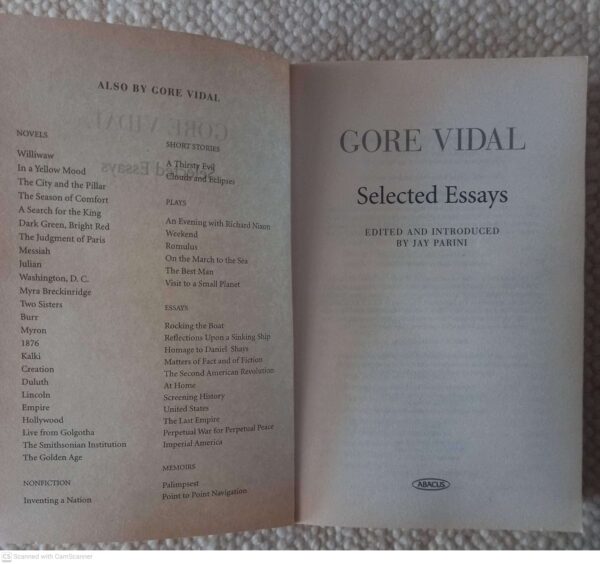 ALSO BY GORE VIDAL
NOVELS
Williwaw
In a Yellow Mood
The City and the Pillar
The Season of Comfort
A Search for the King
Dark Green, Bright Red
The Judgment of Paris
Messiah
Julian
Washington, D. C.
Myra Breckinridge
Two Sisters
Burr
Myron
1876
Kalki
Creation
Duluth
Lincoln
Empire
Hollywood
Live from Golgotha
The Smithsonian Institution
The Golden Age
NONFICTION
Inventing a Nation
SHORT STORIES
A Thirsty Evil
Clouds and Eclipses
PLAYS
An Evening with Richard Nixon
Weekend
Romulus
On the March to the Sea
The Best Man
Visit to a Small Planet
ESSAYS
Rocking the Boat
Reflections Upon a Sinking Ship
Homage to Daniel Shays
Matters of Fact and of Fiction
The Second American Revolution
At Home
Screening History
United States
The Last Empire
Perpetual War for Perpetual Peace
Imperial America
MEMOIRS
Palimpsest
Point to Point Navigation
GORE VIDAL
Selected Essays
EDITED AND INTRODUCED
BY JAY PARINI
ABACUS
CS Scanned with CamScanner